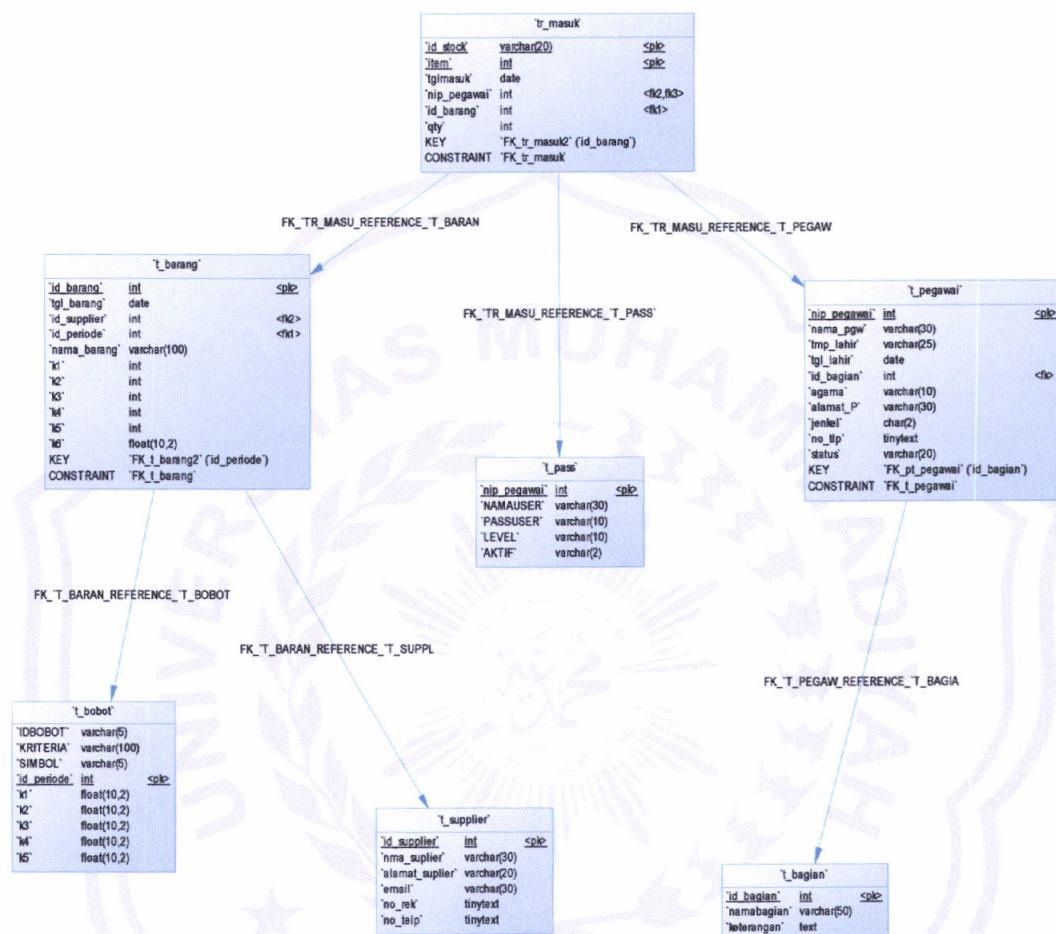 `tr_masuk`
`id_stock` varchar(20) <pk>
`item` int <pk>
`tglmasuk` date
`nip_pegawai` int <fk2,fk3>
`id_barang` int <fk1>
`qty` int
KEY `FK_tr_masuk2` (`id_barang`)
CONSTRAINT `FK_tr_masuk`
FK_`TR_MASU_REFERENCE_`T_BARAN
FK_`TR_MASU_REFERENCE_`T_PEGAW
FK_`TR_MASU_REFERENCE_`T_PASS`
`t_barang`
`id_barang` int <pk>
`tgl_barang` date
`id_supplier` int <fk2>
`id_periode` int <fk1>
`nama_barang` varchar(100)
`k1` int
`k2` int
`k3` int
`k4` int
`k5` int
`k6` float(10,2)
KEY `FK_t_barang2` (`id_periode`)
CONSTRAINT `FK_t_barang`
`t_pegawai`
`nip_pegawai` int <pk>
`nama_pgw` varchar(30)
`tmp_lahir` varchar(25)
`tgl_lahir` date
`id_bagian` int <fk>
`agama` varchar(10)
`alamat_P` varchar(30)
`jenkel` char(2)
`no_tlp` tinytext
`status` varchar(20)
KEY `FK_pt_pegawai` (`id_bagian`)
CONSTRAINT `FK_t_pegawai`
`t_pass`
`nip_pegawai` int <pk>
`NAMAUSER` varchar(30)
`PASSUSER` varchar(10)
`LEVEL` varchar(10)
`AKTIF` varchar(2)
FK_`T_BARAN_REFERENCE_`T_BOBOT
FK_`T_BARAN_REFERENCE_`T_SUPPL
FK_`T_PEGAW_REFERENCE_`T_BAGIA
`t_bobot`
`IDBOBOT` varchar(5)
`KRITERIA` varchar(100)
`SIMBOL` varchar(5)
`id_periode` int <pk>
`k1` float(10,2)
`k2` float(10,2)
`k3` float(10,2)
`k4` float(10,2)
`k5` float(10,2)
`t_supplier`
`id_supplier` int <pk>
`nma_suplier` varchar(30)
`alamat_suplier` varchar(20)
`email` varchar(30)
`no_rek` tinytext
`no_telp` tinytext
`t_bagian`
`id_bagian` int <pk>
`namabagian` varchar(50)
`keterangan` text
UNIVERSITAS MUHAMMADIYAH